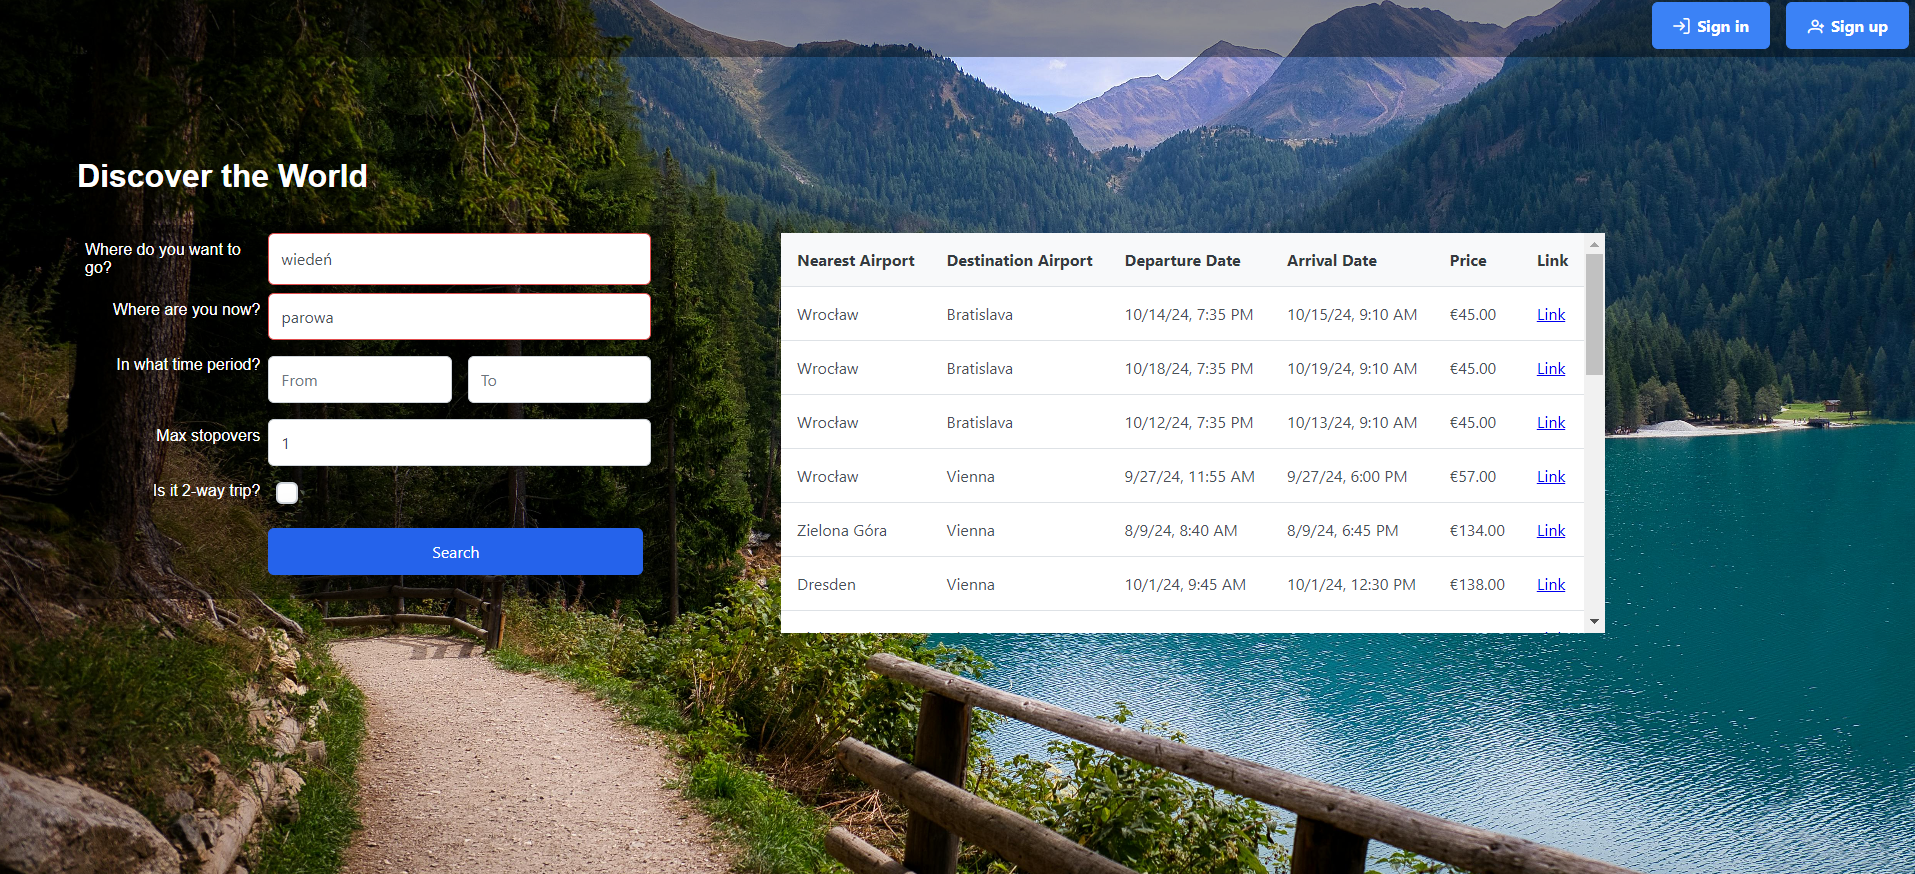 Sign in
Sign up
Discover the World
Where do you want to
go?
wiedeń
Where are you now?
parowa
In what time period?
From
To
Max stopovers
1
Is it 2-way trip?
Search
Nearest Airport Destination Airport Departure Date Arrival Date Price Link
Wrocław Bratislava 10/14/24, 7:35 PM 10/15/24, 9:10 AM €45.00 Link
Wrocław Bratislava 10/18/24, 7:35 PM 10/19/24, 9:10 AM €45.00 Link
Wrocław Bratislava 10/12/24, 7:35 PM 10/13/24, 9:10 AM €45.00 Link
Wrocław Vienna 9/27/24, 11:55 AM 9/27/24, 6:00 PM €57.00 Link
Zielona Góra Vienna 8/9/24, 8:40 AM 8/9/24, 6:45 PM €134.00 Link
Dresden Vienna 10/1/24, 9:45 AM 10/1/24, 12:30 PM €138.00 Link